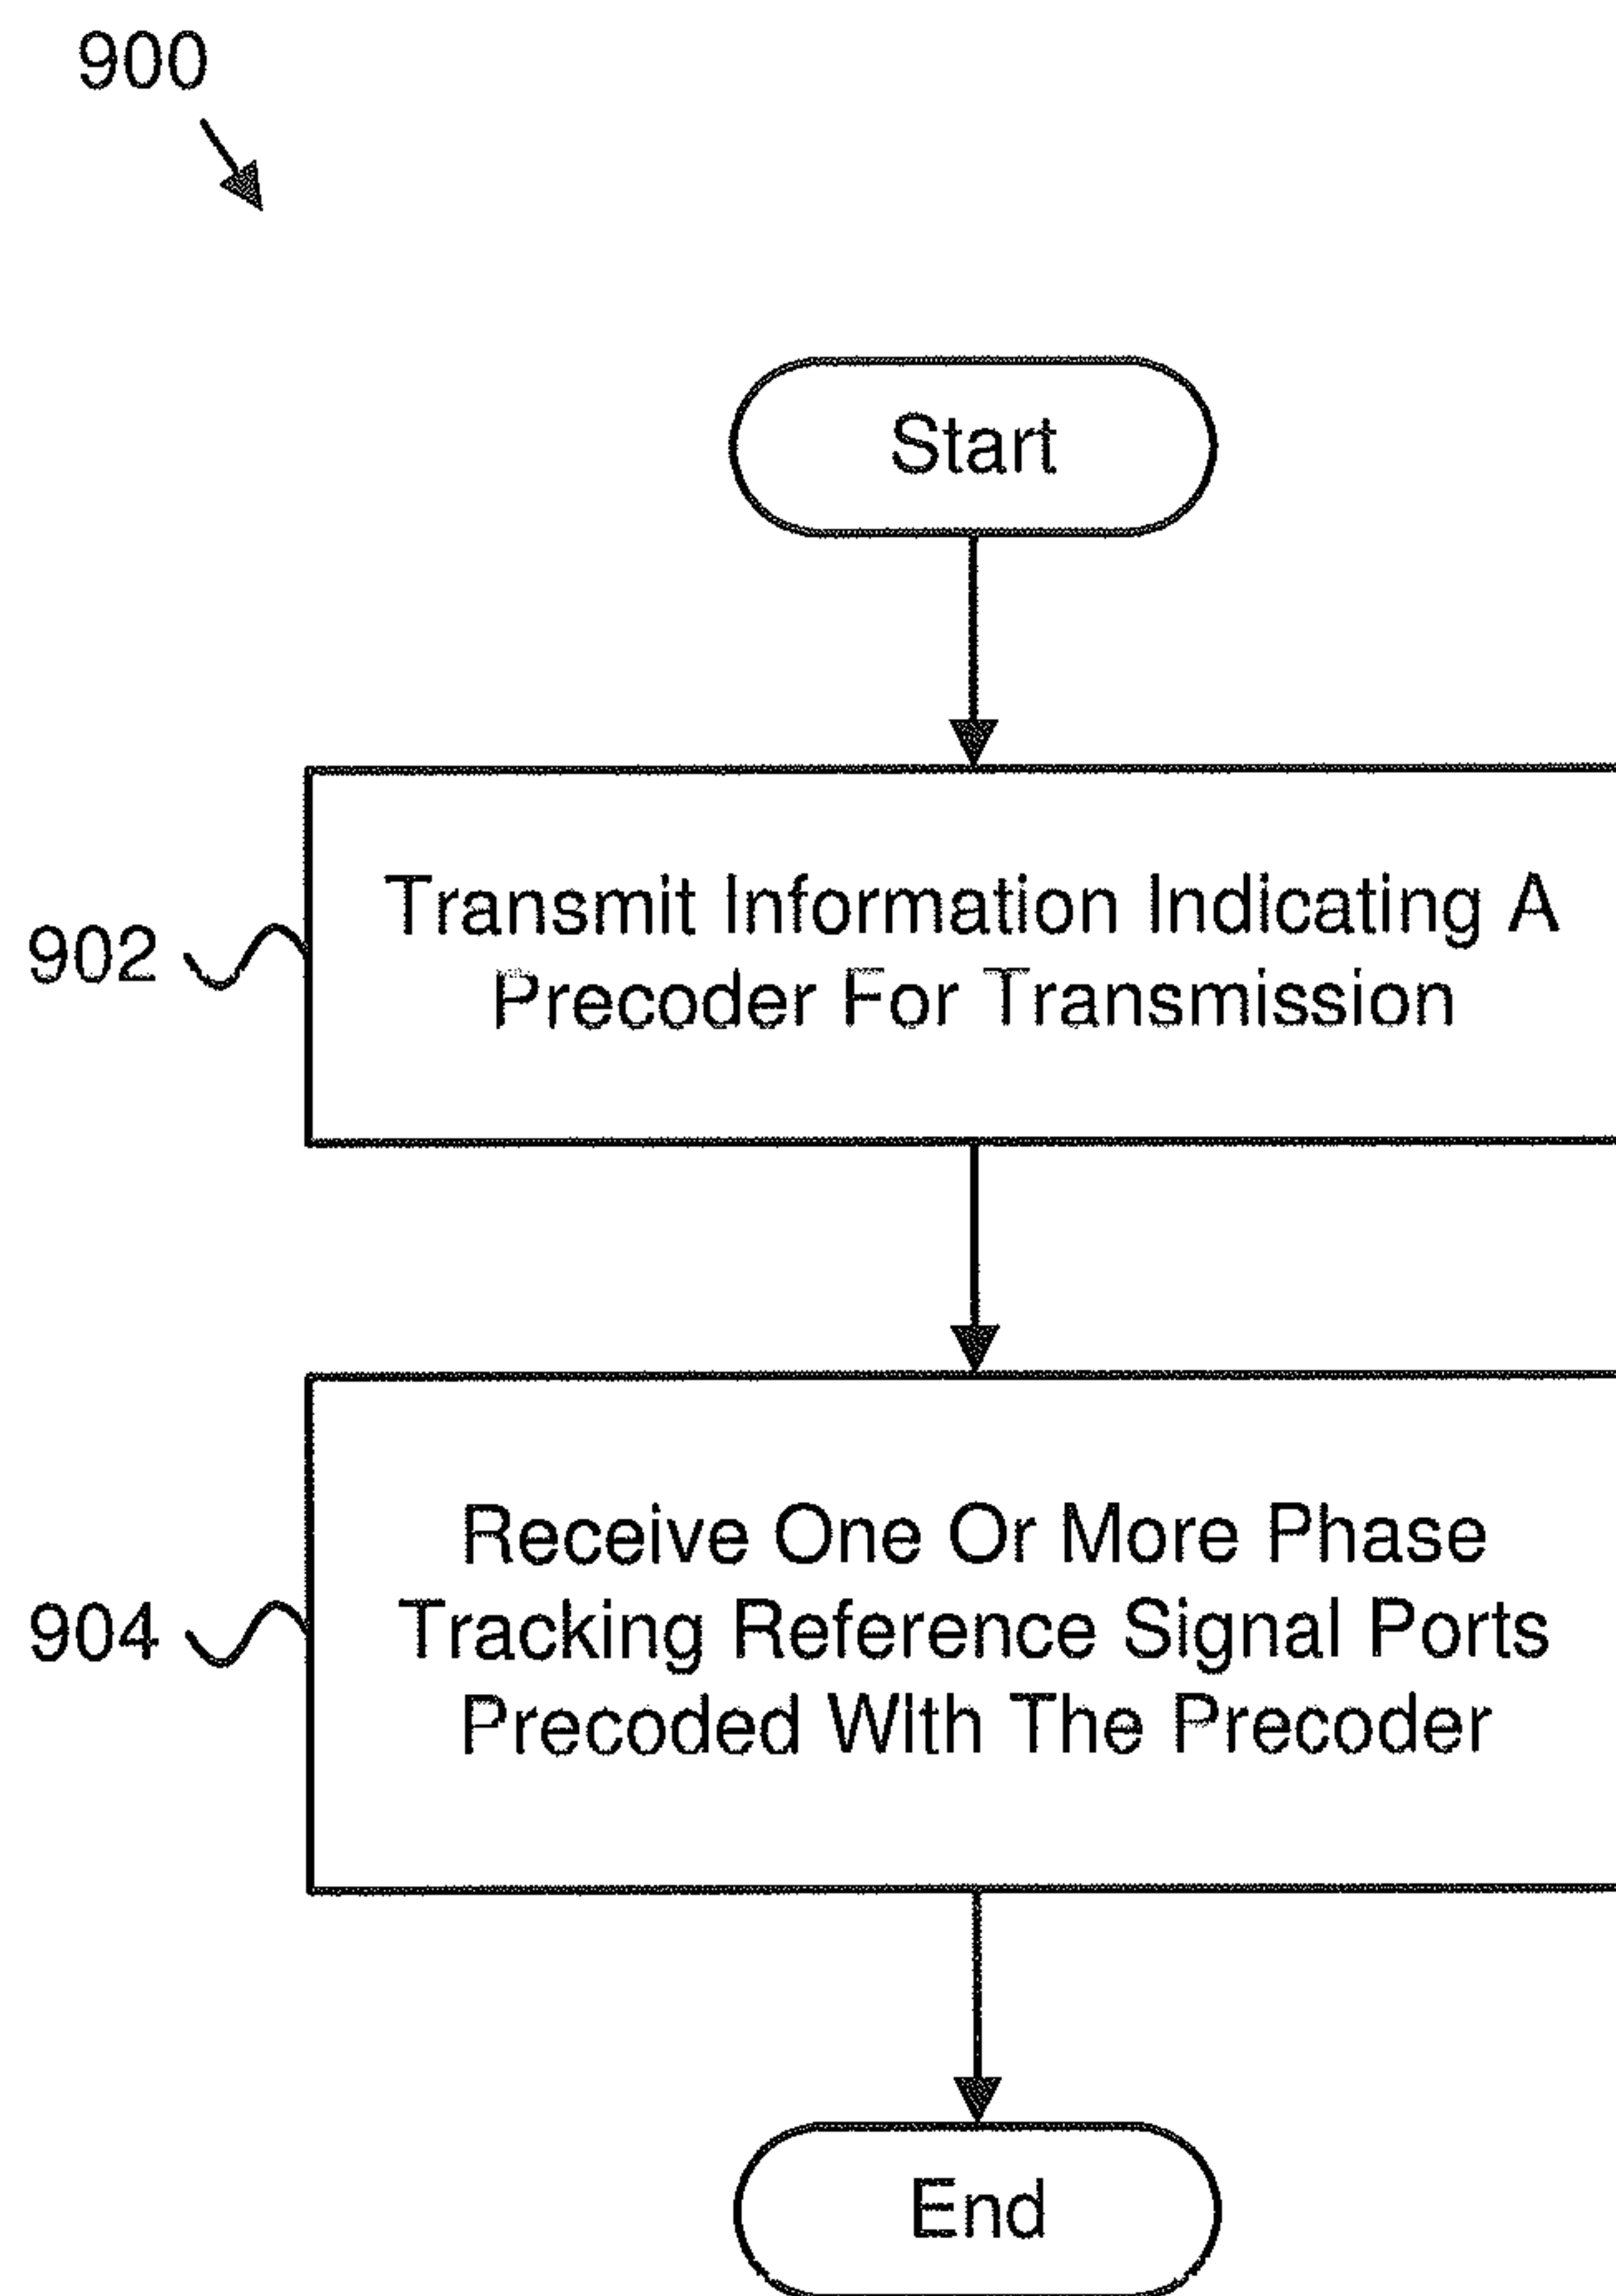 900
Start
902
Transmit Information Indicating A
Precoder For Transmission
904
Receive One Or More Phase
Tracking Reference Signal Ports
Precoded With The Precoder
End